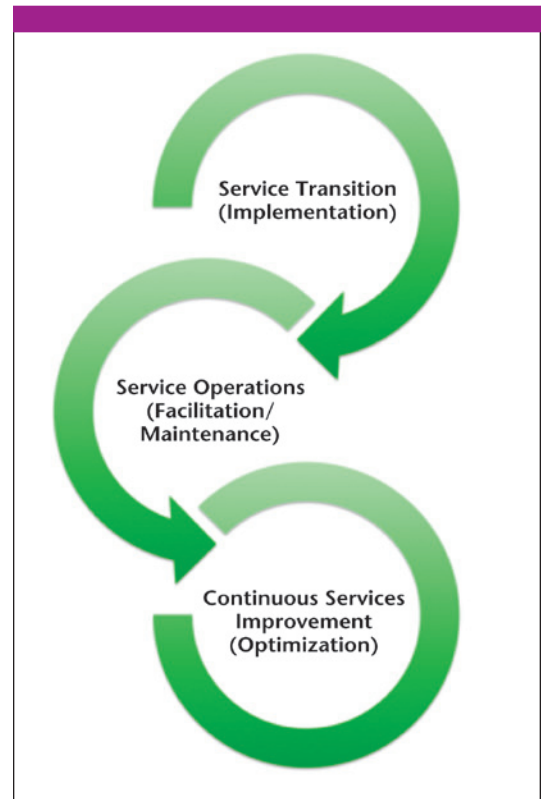 Service Transition
(Implementation)
Service Operations
(Facilitation/
Maintenance)
Continuous Services
Improvement
(Optimization)